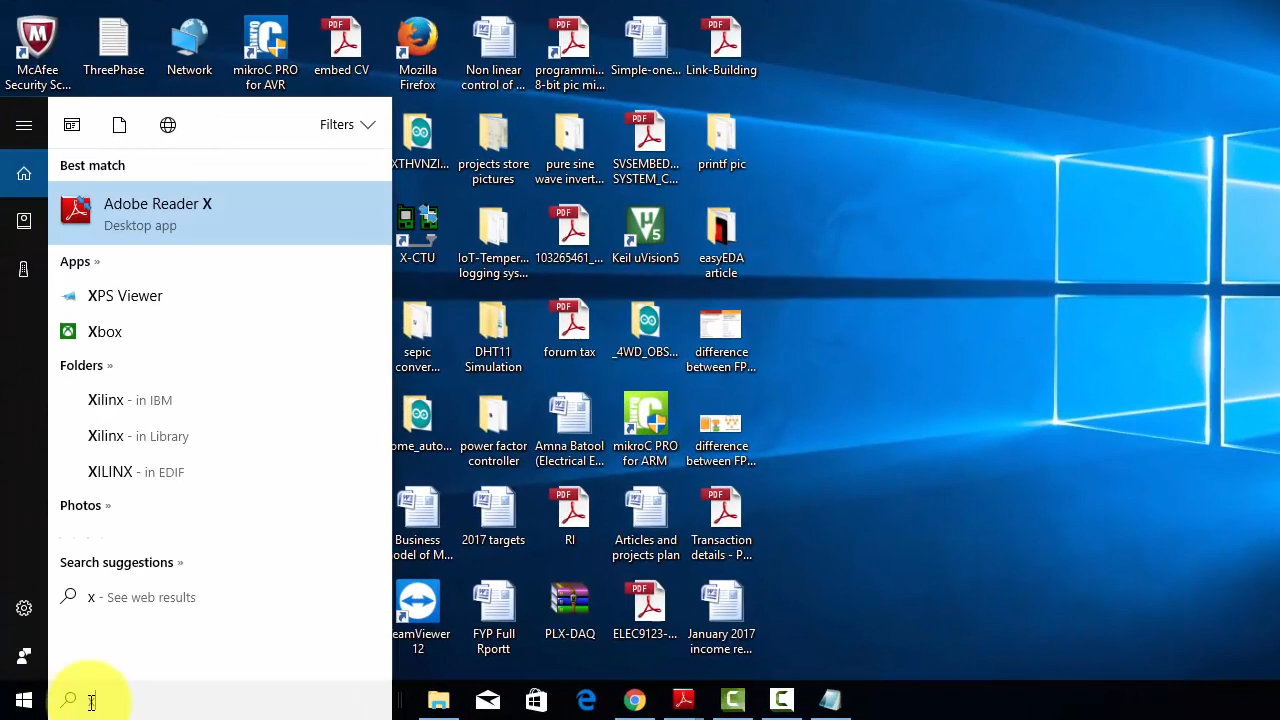 McAfee
Security Sc...
ThreePhase
Network
mikroC PRO
for AVR
embed CV
Mozilla
Firefox
Non linear
control of ...
programmi...
8-bit pic mi...
Simple-one...
Link-Building
Filters
Best match
Adobe Reader X
Desktop app
Apps »
XPS Viewer
Xbox
Folders »
Xilinx - in IBM
Xilinx - in Library
XILINX - in EDIF
Photos »
Search suggestions »
x - See web results
XTHVNZI...
projects store
pictures
pure sine
wave invert...
SVSEMBED...
SYSTEM_C...
printf pic
X-CTU
IoT-Temper...
logging sys...
103265461_...
Keil uVision5
easyEDA
article
sepic
conver...
DHT11
Simulation
forum tax
_4WD_OBS...
difference
between FP...
ome_auto...
power factor
controller
Amna Batool
(Electrical E...
mikroC PRO
for ARM
difference
between FP...
Business
odel of M...
2017 targets
RI
Articles and
projects plan
Transaction
details - P...
eamViewer
12
FYP Full
Rportt
PLX-DAQ
ELEC9123-...
January 2017
income re...